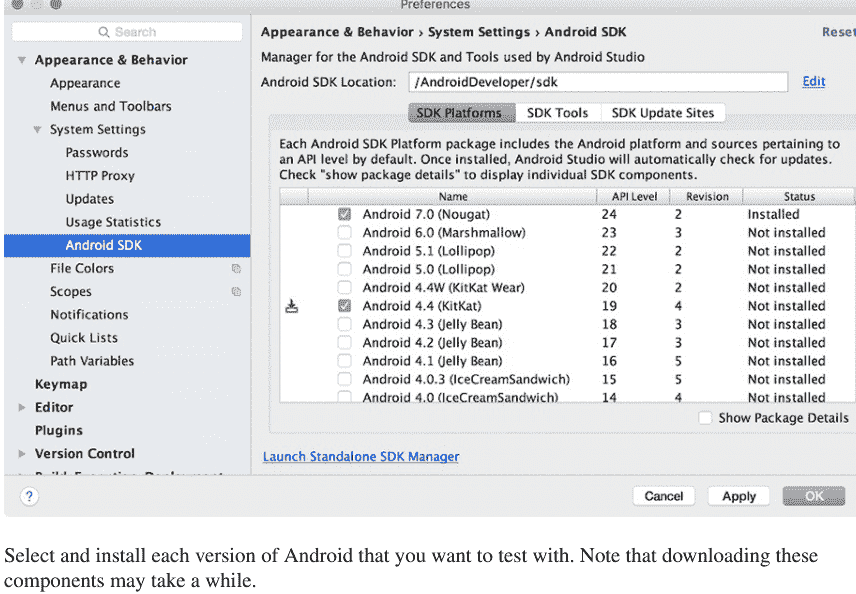 Preferences
Search
Appearance & Behavior › System Settings › Android SDK
Reset
Manager for the Android SDK and Tools used by Android Studio
Android SDK Location: /AndroidDeveloper/sdk Edit
SDK Platforms SDK Tools SDK Update Sites
Each Android SDK Platform package includes the Android platform and sources pertaining to
an API level by default. Once installed, Android Studio will automatically check for updates.
Check "show package details" to display individual SDK components.
Appearance & Behavior
Appearance
Menus and Toolbars
System Settings
Passwords
HTTP Proxy
Updates
Usage Statistics
Android SDK
File Colors
Scopes
Notifications
Quick Lists
Path Variables
Keymap
Editor
Plugins
Version Control
Name API Level Revision Status
Android 7.0 (Nougat) 24 2 Installed
Android 6.0 (Marshmallow) 23 3 Not installed
Android 5.1 (Lollipop) 22 2 Not installed
Android 5.0 (Lollipop) 21 2 Not installed
Android 4.4W (KitKat Wear) 20 2 Not installed
Android 4.4 (KitKat) 19 4 Not installed
Android 4.3 (Jelly Bean) 18 3 Not installed
Android 4.2 (Jelly Bean) 17 3 Not installed
Android 4.1 (Jelly Bean) 16 5 Not installed
Android 4.0.3 (IceCreamSandwich) 15 5 Not installed
Android 4.0 (IceCreamSandwich) 14 4 Not installed
Show Package Details
Launch Standalone SDK Manager
? Cancel Apply OK
Select and install each version of Android that you want to test with. Note that downloading these
components may take a while.